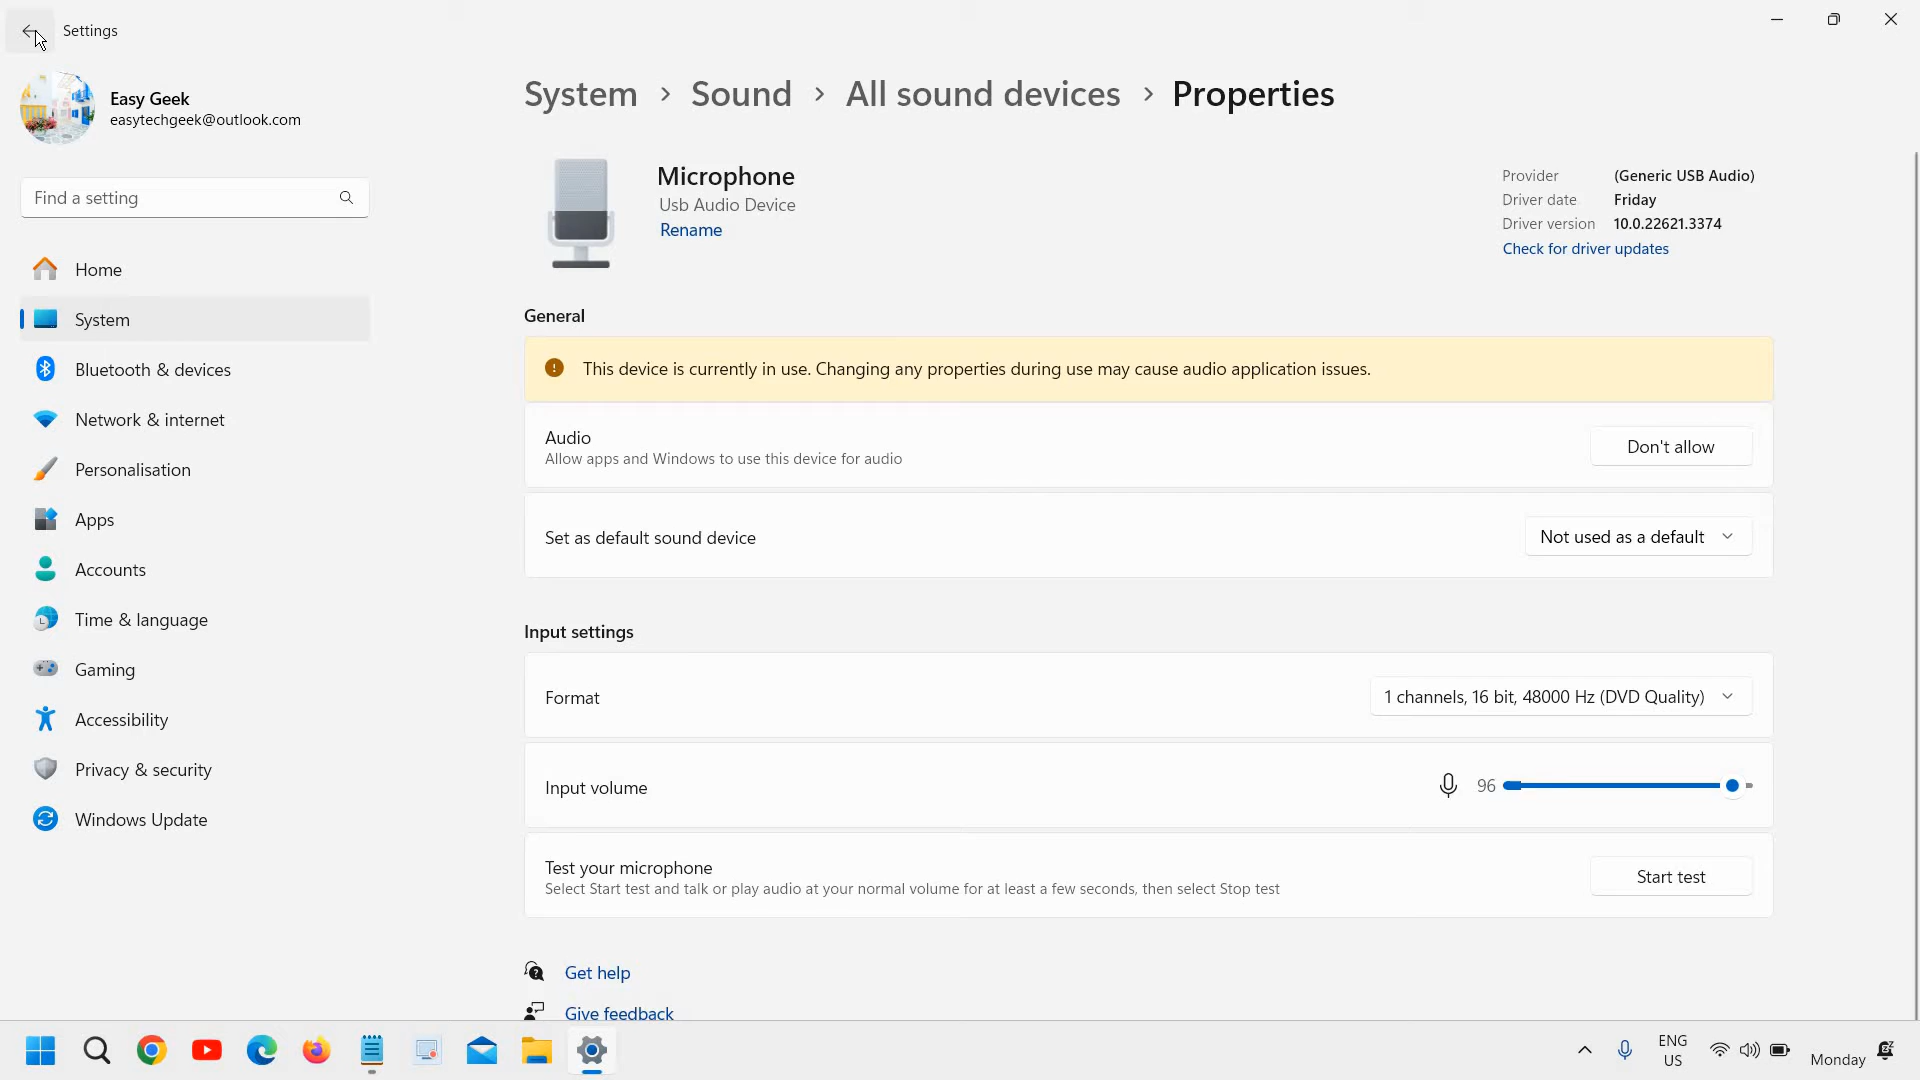 Settings
Easy Geek
easytechgeek@outlook.com
Find a setting
Home
System
Bluetooth & devices
Network & internet
Personalisation
Apps
Accounts
Time & language
Gaming
Accessibility
Privacy & security
Windows Update
System > Sound > All sound devices > Properties
Microphone
Usb Audio Device
Rename
Provider (Generic USB Audio)
Driver date Friday
Driver version 10.0.22621.3374
Check for driver updates
General
This device is currently in use. Changing any properties during use may cause audio application issues.
Audio
Allow apps and Windows to use this device for audio
Don't allow
Set as default sound device
Not used as a default
Input settings
Format
1 channels, 16 bit, 48000 Hz (DVD Quality)
Input volume
96
Test your microphone
Select Start test and talk or play audio at your normal volume for at least a few seconds, then select Stop test
Start test
Get help
Give feedback
ENG
US
Monday